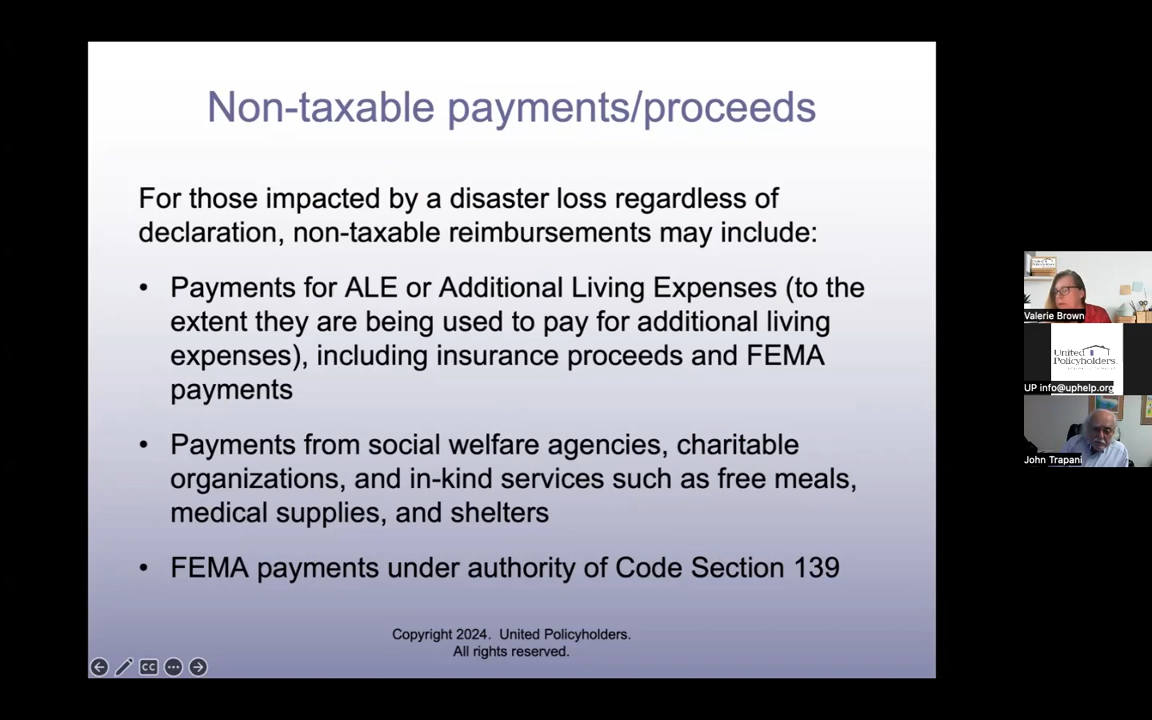 Non-taxable payments/proceeds
For those impacted by a disaster loss regardless of
declaration, non-taxable reimbursements may include:
• Payments for ALE or Additional Living Expenses (to the
extent they are being used to pay for additional living
expenses), including insurance proceeds and FEMA
payments
• Payments from social welfare agencies, charitable
organizations, and in-kind services such as free meals,
medical supplies, and shelters
• FEMA payments under authority of Code Section 139
Copyright 2024. United Policyholders.
All rights reserved.
CC
Valerie Brown
United
Policyholders.
UP info@uphelp.org
John Trapani